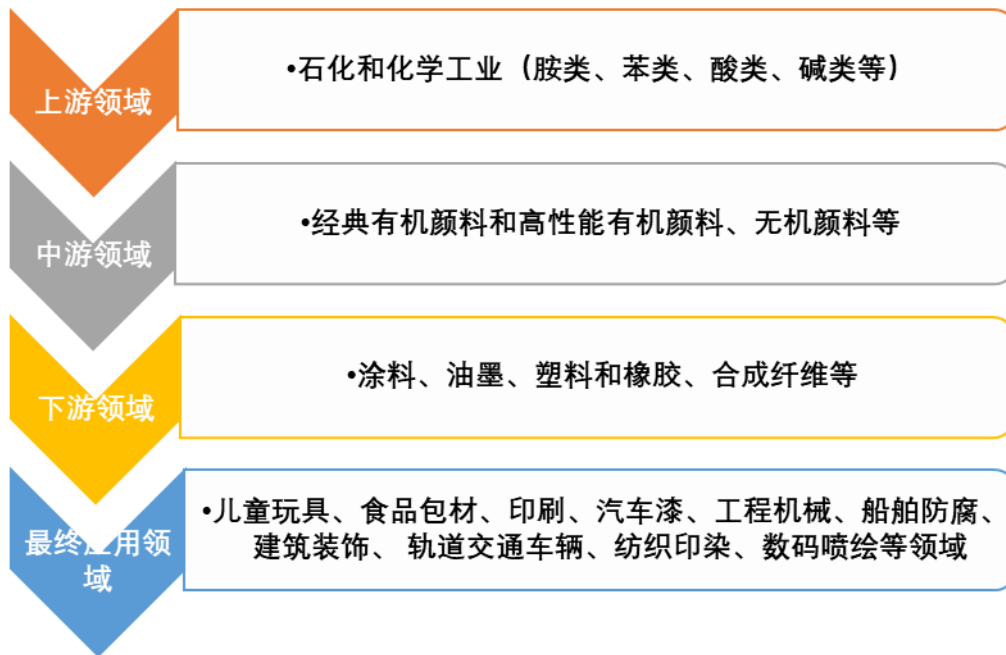 上游领域
•石化和化学工业（胺类、苯类、酸类、碱类等）
中游领域
•经典有机颜料和高性能有机颜料、无机颜料等
下游领域
•涂料、油墨、塑料和橡胶、合成纤维等
最终应用领
域
•儿童玩具、食品包材、印刷、汽车漆、工程机械、船舶防腐、
建筑装饰、 轨道交通车辆、纺织印染、数码喷绘等领域